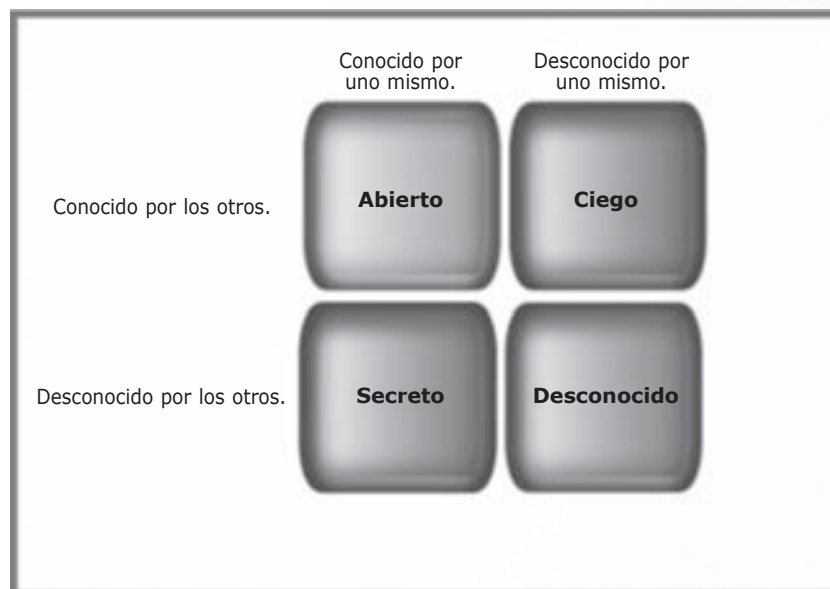 Conocido por
uno mismo.
Desconocido por
uno mismo.
Conocido por los otros.
Abierto
Ciego
Desconocido por los otros.
Secreto
Desconocido